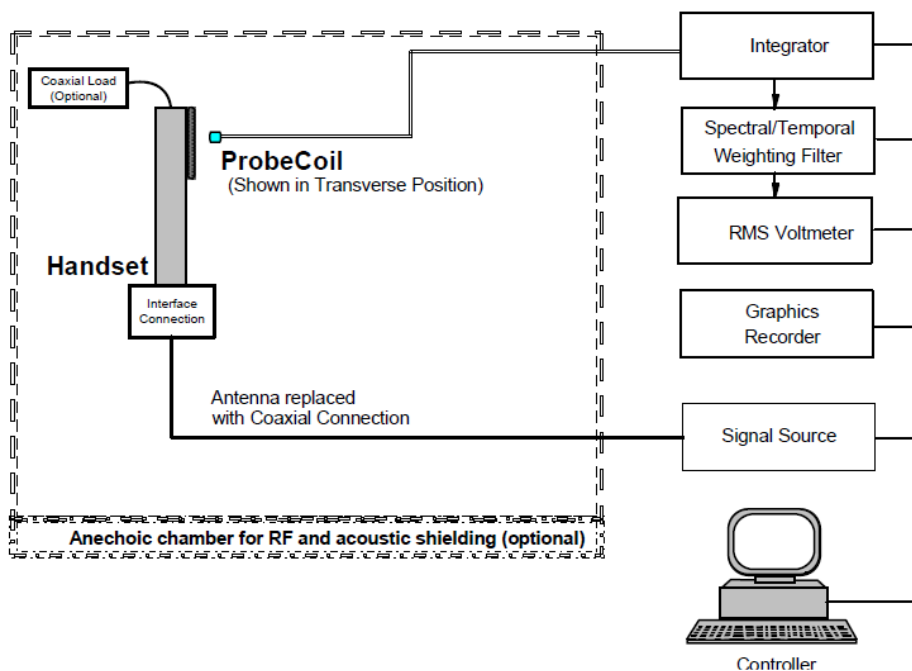 Coaxial Load
(Optional)
Integrator
Spectral/Temporal
Weighting Filter
ProbeCoil
(Shown in Transverse Position)
RMS Voltmeter
Handset
Interface
Connection
Graphics
Recorder
Antenna replaced
with Coaxial Connection
Signal Source
Anechoic chamber for RF and acoustic shielding (optional)
Controller